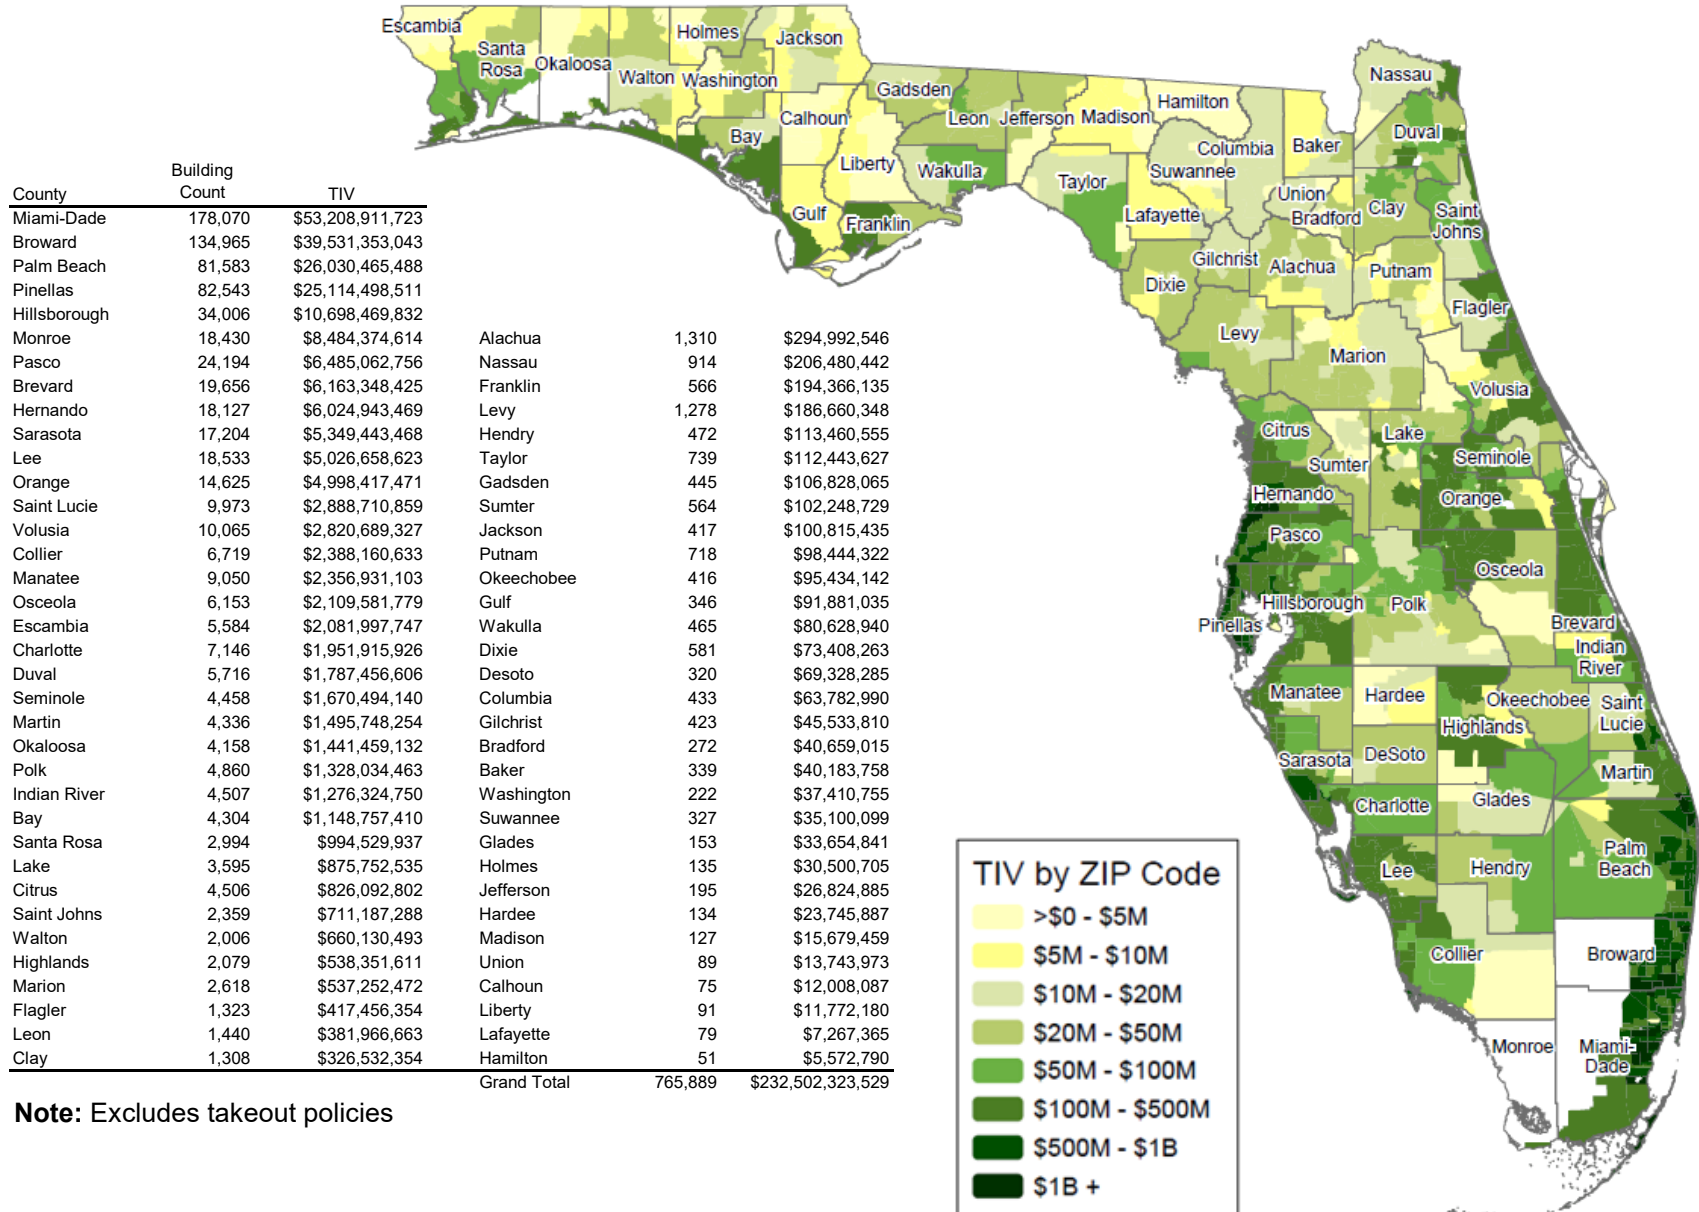 Building
County Count TIV
Miami-Dade 178,070 $53,208,911,723
Broward 134,965 $39,531,353,043
Palm Beach 81,583 $26,030,465,488
Pinellas 82,543 $25,114,498,511
Hillsborough 34,006 $10,698,469,832
Monroe 18,430 $8,484,374,614
Pasco 24,194 $6,485,062,756
Brevard 19,656 $6,163,348,425
Hernando 18,127 $6,024,943,469
Sarasota 17,204 $5,349,443,468
Lee 18,533 $5,026,658,623
Orange 14,625 $4,998,417,471
Saint Lucie 9,973 $2,888,710,859
Volusia 10,065 $2,820,689,327
Collier 6,719 $2,388,160,633
Manatee 9,050 $2,356,931,103
Osceola 6,153 $2,109,581,779
Escambia 5,584 $2,081,997,747
Charlotte 7,146 $1,951,915,926
Duval 5,716 $1,787,456,606
Seminole 4,458 $1,670,494,140
Martin 4,336 $1,495,748,254
Okaloosa 4,158 $1,441,459,132
Polk 4,860 $1,328,034,463
Indian River 4,507 $1,276,324,750
Bay 4,304 $1,148,757,410
Santa Rosa 2,994 $994,529,937
Lake 3,595 $875,752,535
Citrus 4,506 $826,092,802
Saint Johns 2,359 $711,187,288
Walton 2,006 $660,130,493
Highlands 2,079 $538,351,611
Marion 2,618 $537,252,472
Flagler 1,323 $417,456,354
Leon 1,440 $381,966,663
Clay 1,308 $326,532,354
Alachua 1,310 $294,992,546
Nassau 914 $206,480,442
Franklin 566 $194,366,135
Levy 1,278 $186,660,348
Hendry 472 $113,460,555
Taylor 739 $112,443,627
Gadsden 445 $106,828,065
Sumter 564 $102,248,729
Jackson 417 $100,815,435
Putnam 718 $98,444,322
Okeechobee 416 $95,434,142
Gulf 346 $91,881,035
Wakulla 465 $80,628,940
Dixie 581 $73,408,263
Desoto 320 $69,328,285
Columbia 433 $63,782,990
Gilchrist 423 $45,533,810
Bradford 272 $40,659,015
Baker 339 $40,183,758
Washington 222 $37,410,755
Suwannee 327 $35,100,099
Glades 153 $33,654,841
Holmes 135 $30,500,705
Jefferson 195 $26,824,885
Hardee 134 $23,745,887
Madison 127 $15,679,459
Union 89 $13,743,973
Calhoun 75 $12,008,087
Liberty 91 $11,772,180
Lafayette 79 $7,267,365
Hamilton 51 $5,572,790
Grand Total 765,889 $232,502,323,529
Note: Excludes takeout policies
Escambia
Santa
Rosa
Okaloosa
Walton
Holmes
Washington
Jackson
Bay
Calhoun
Gulf
Liberty
Franklin
Gadsden
Leon
Wakulla
Jefferson
Madison
Taylor
Hamilton
Suwannee
Lafayette
Dixie
Columbia
Gilchrist
Baker
Union
Bradford
Alachua
Levy
Nassau
Duval
Clay
Saint
Johns
Putnam
Flagler
Marion
Volusia
Citrus
Sumter
Lake
Seminole
Hernando
Orange
Pasco
Osceola
Hillsborough
Pinellas
Polk
Brevard
Indian
River
Manatee
Hardee
Highlands
Okeechobee
Saint
Lucie
Sarasota
DeSoto
Martin
Charlotte
Glades
Lee
Hendry
Palm
Beach
Collier
Broward
Monroe
Miami-
Dade
TIV by ZIP Code
>$0 - $5M
$5M - $10M
$10M - $20M
$20M - $50M
$50M - $100M
$100M - $500M
$500M - $1B
$1B +